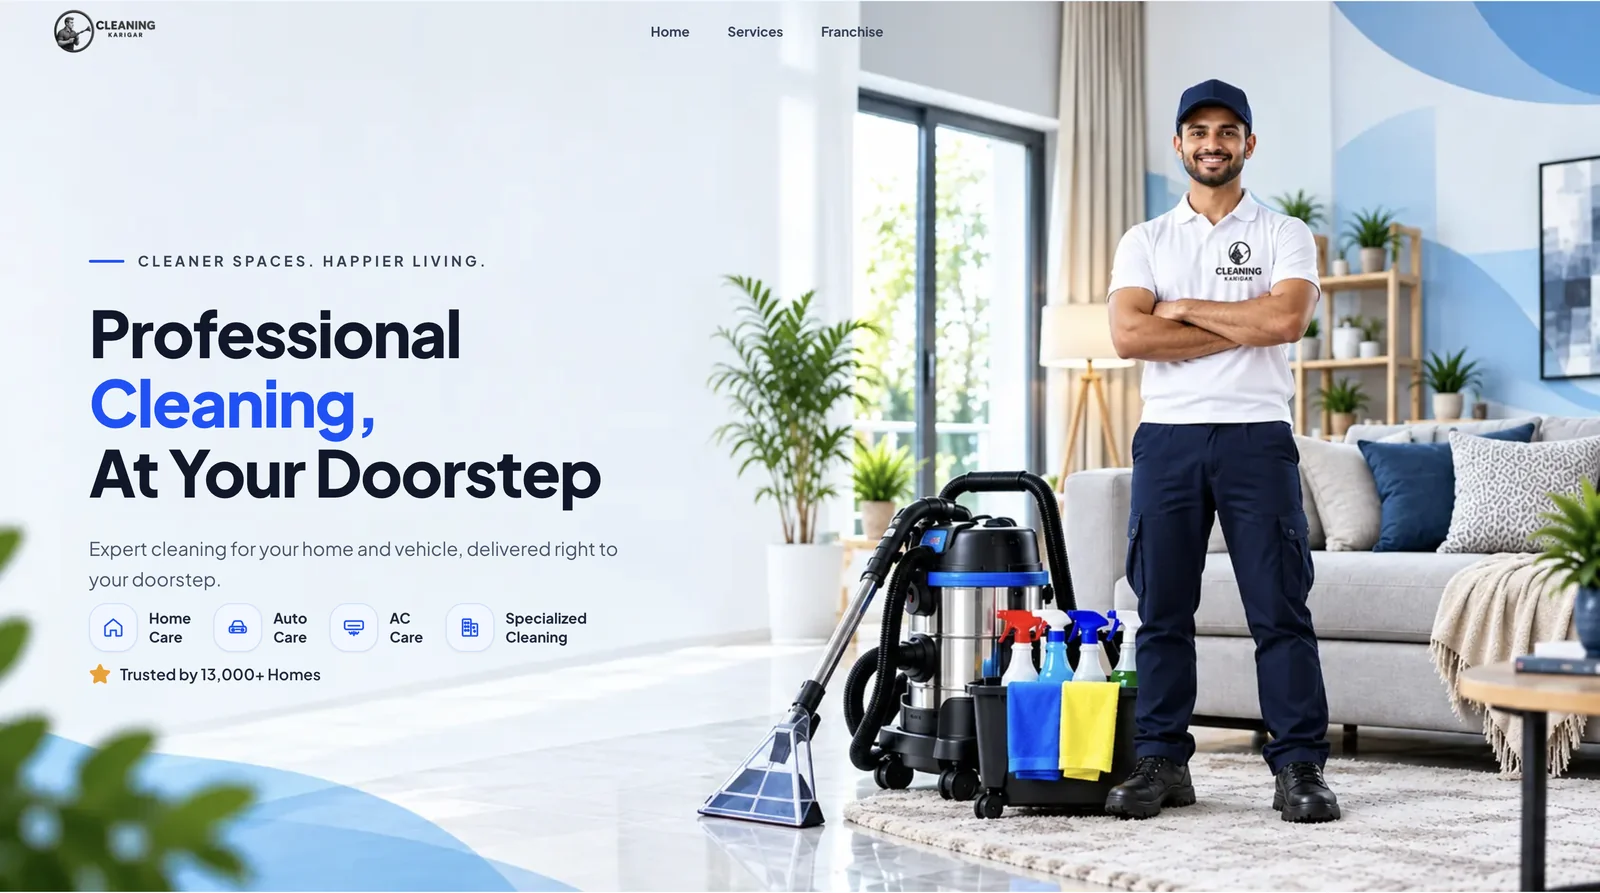 CLEANING
KARIGAR
Home Services Franchise
CLEANER SPACES. HAPPIER LIVING.
Professional
Cleaning,
At Your Doorstep
Expert cleaning for your home and vehicle, delivered right to
your doorstep.
Home
Care
Auto
Care
AC
Care
Specialized
Cleaning
Trusted by 13,000+ Homes
CLEANING
KARIGAR